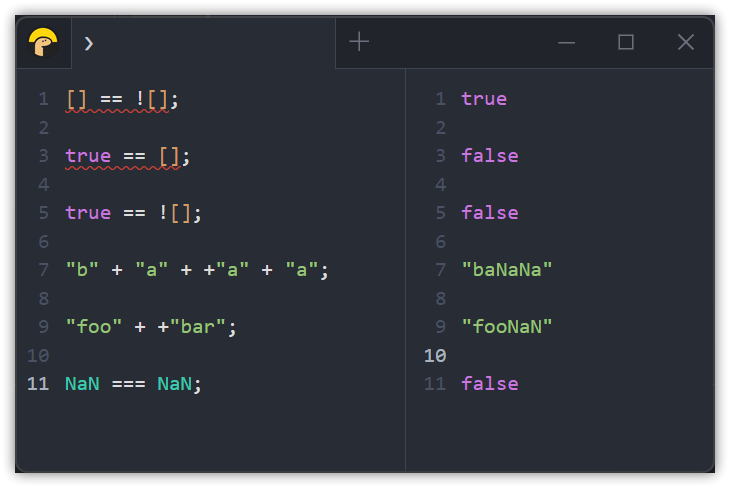 ❯ +
1 [] == ![];
2
3 true == [];
4
5 true == ![];
6
7 "b" + "a" + +"a" + "a";
8
9 "foo" + +"bar";
10
11 NaN === NaN;
1 true
2
3 false
4
5 false
6
7 "baNaNa"
8
9 "fooNaN"
10
11 false